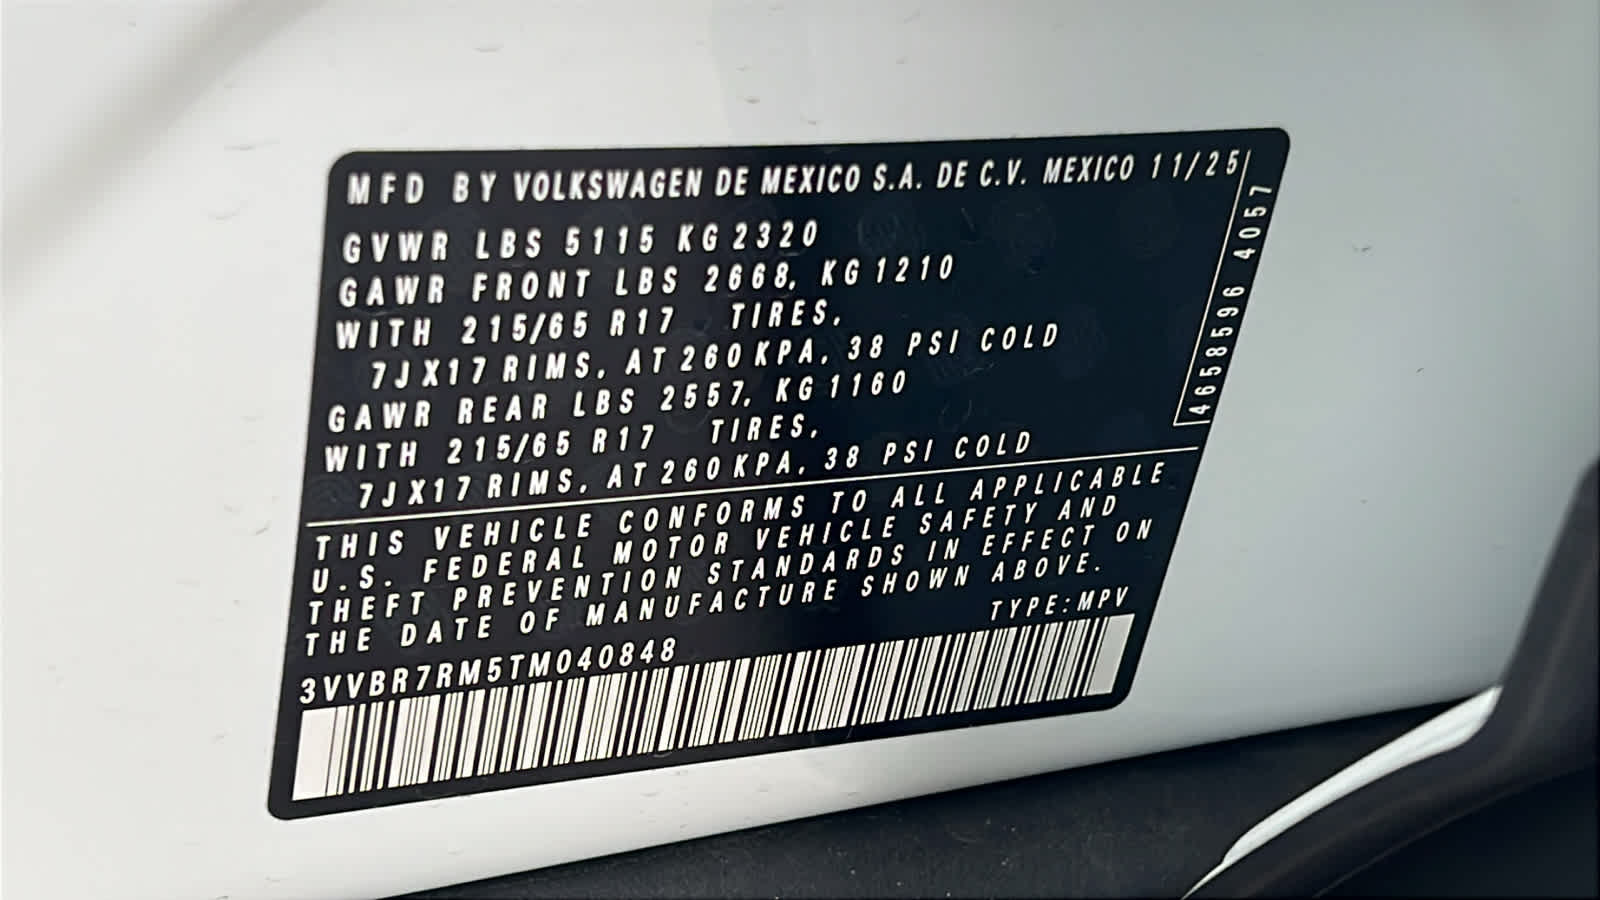 MFD BY VOLKSWAGEN DE MEXICO S.A. DE C.V. MEXICO 11/25
GVWR LBS 5115 KG 2320
GAWR FRONT LBS 2668, KG 1210
WITH 215/65 R17 TIRES,
7JX17 RIMS, AT 260 KPA, 38 PSI COLD
GAWR REAR LBS 2557, KG 1160
WITH 215/65 R17 TIRES,
7JX17 RIMS, AT 260 KPA, 38 PSI COLD
4658596 4057
THIS VEHICLE CONFORMS TO ALL APPLICABLE
U.S. FEDERAL MOTOR VEHICLE SAFETY AND
THEFT PREVENTION STANDARDS IN EFFECT ON
THE DATE OF MANUFACTURE SHOWN ABOVE.
TYPE:MPV
3VVBR7RM5TM040848